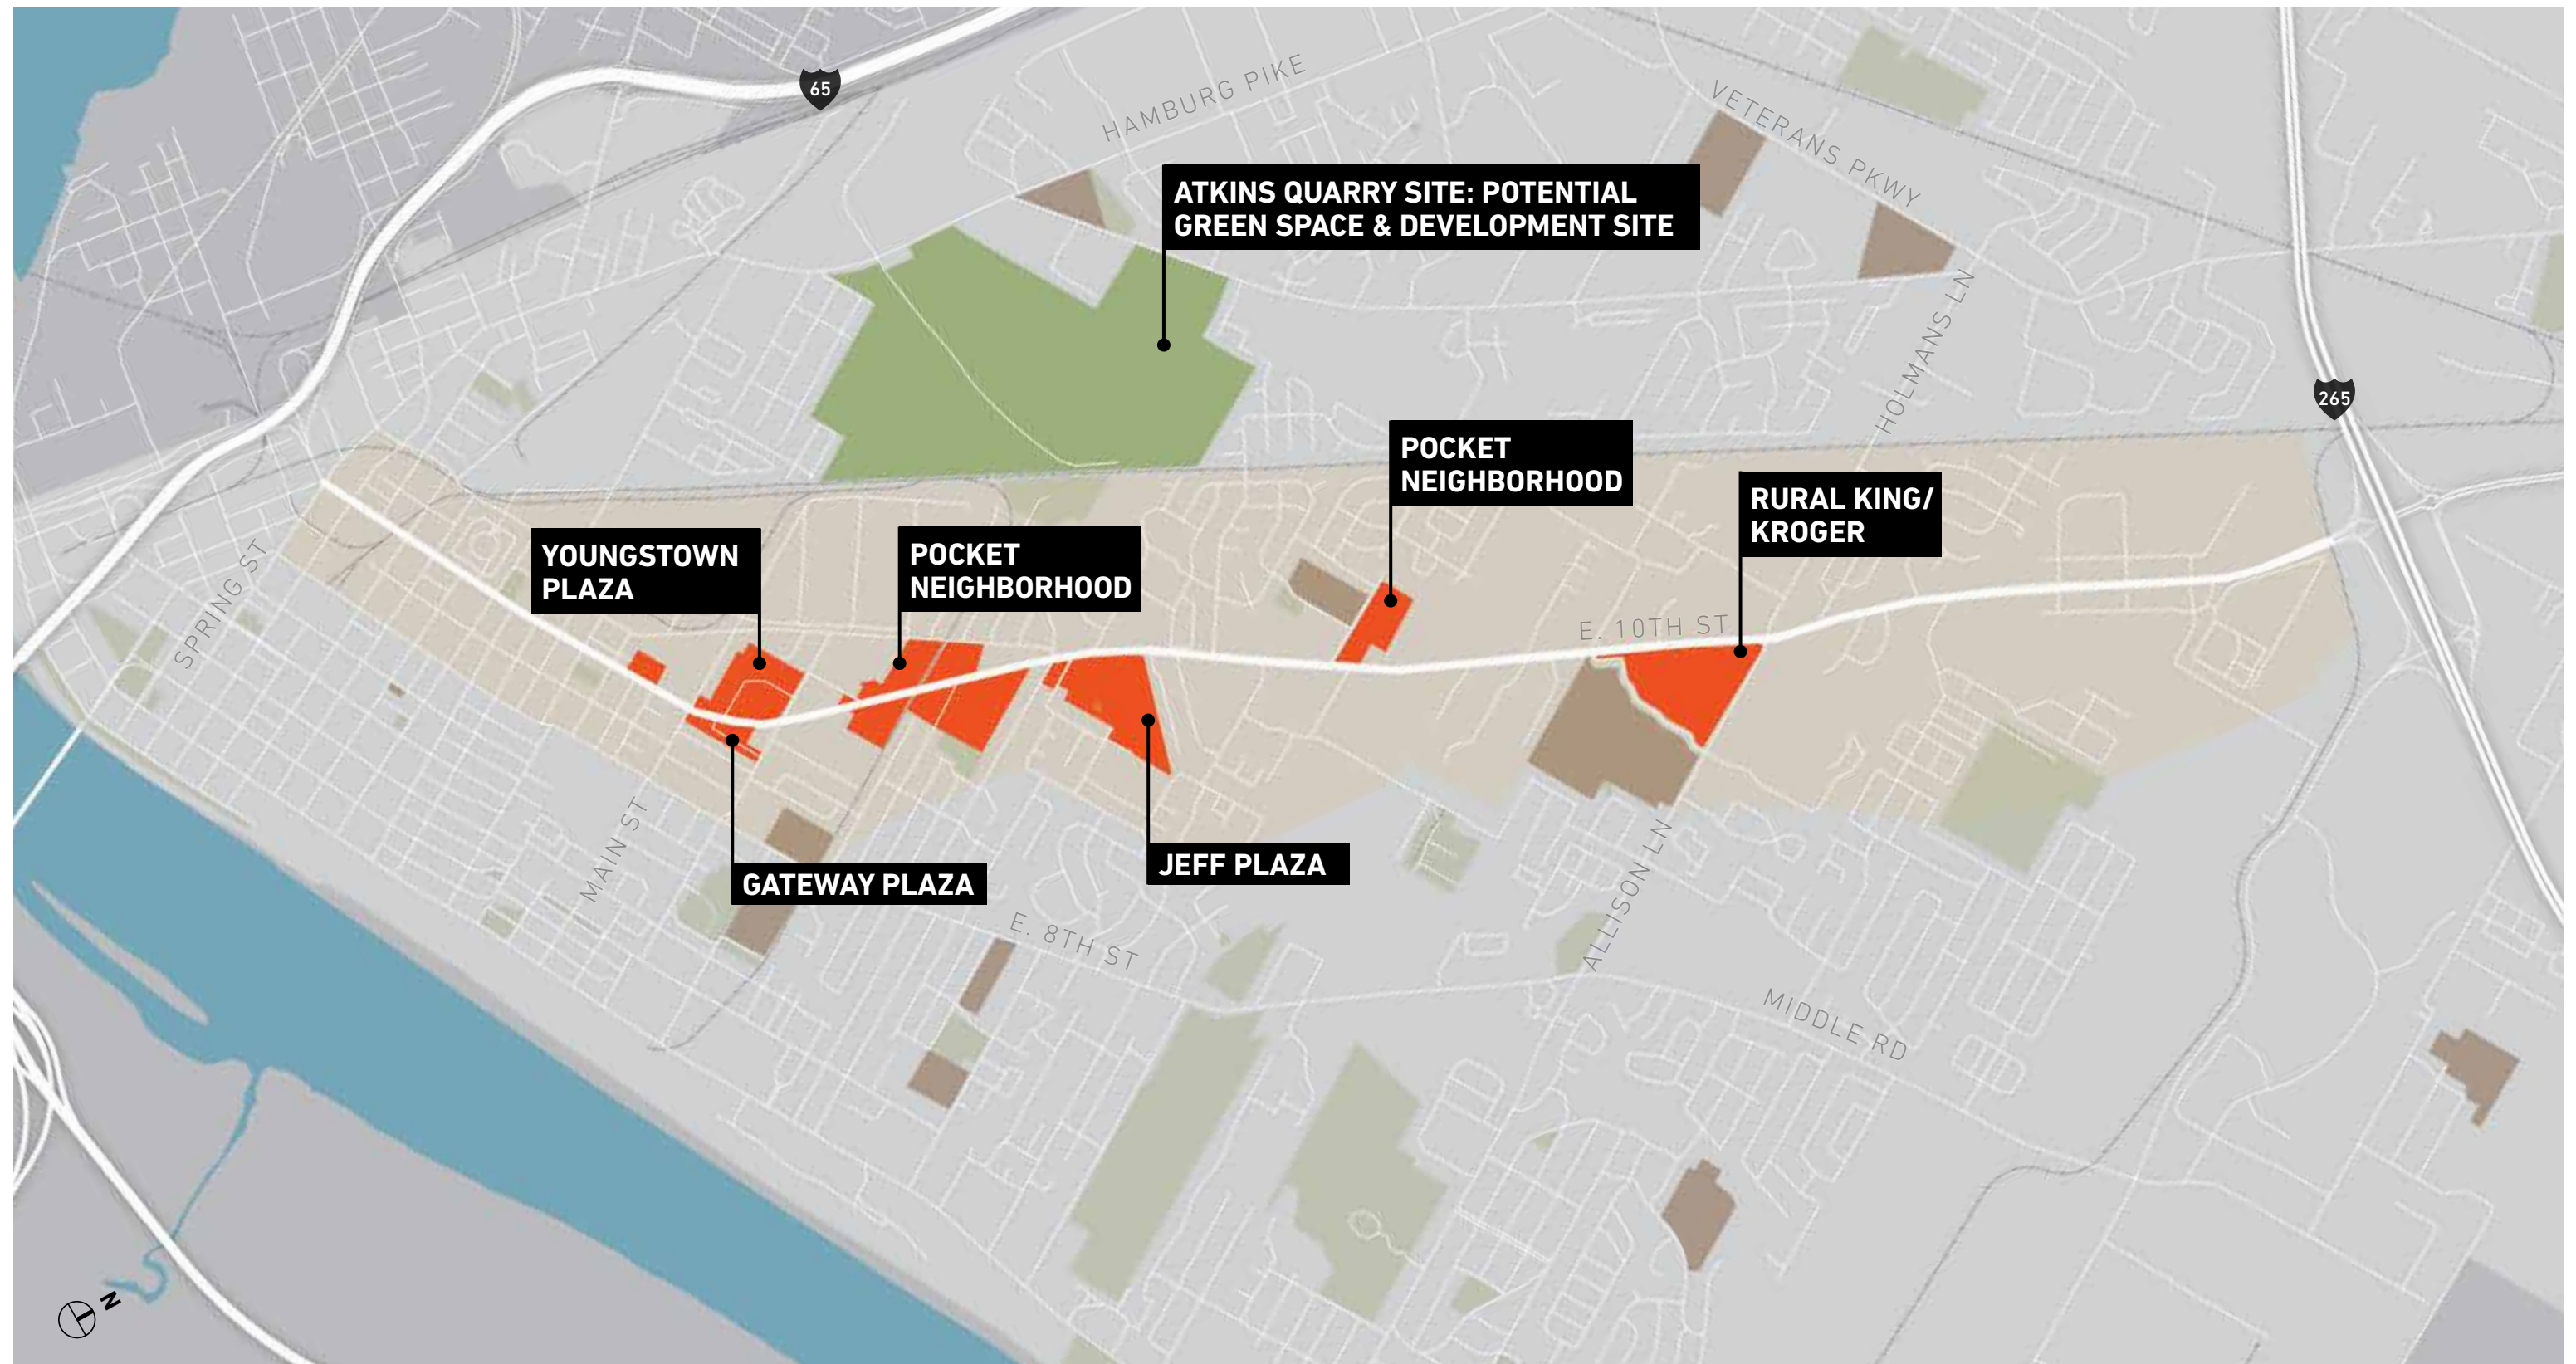 65
HAMBURG PIKE
VETERANS PKWY
ATKINS QUARRY SITE: POTENTIAL
GREEN SPACE & DEVELOPMENT SITE
HOLMANS LN
265
POCKET
NEIGHBORHOOD
RURAL KING/
KROGER
YOUNGSTOWN
PLAZA
POCKET
NEIGHBORHOOD
SPRING ST
E. 10TH ST
MAIN ST
GATEWAY PLAZA
JEFF PLAZA
ALLISON LN
E. 8TH ST
MIDDLE RD
N